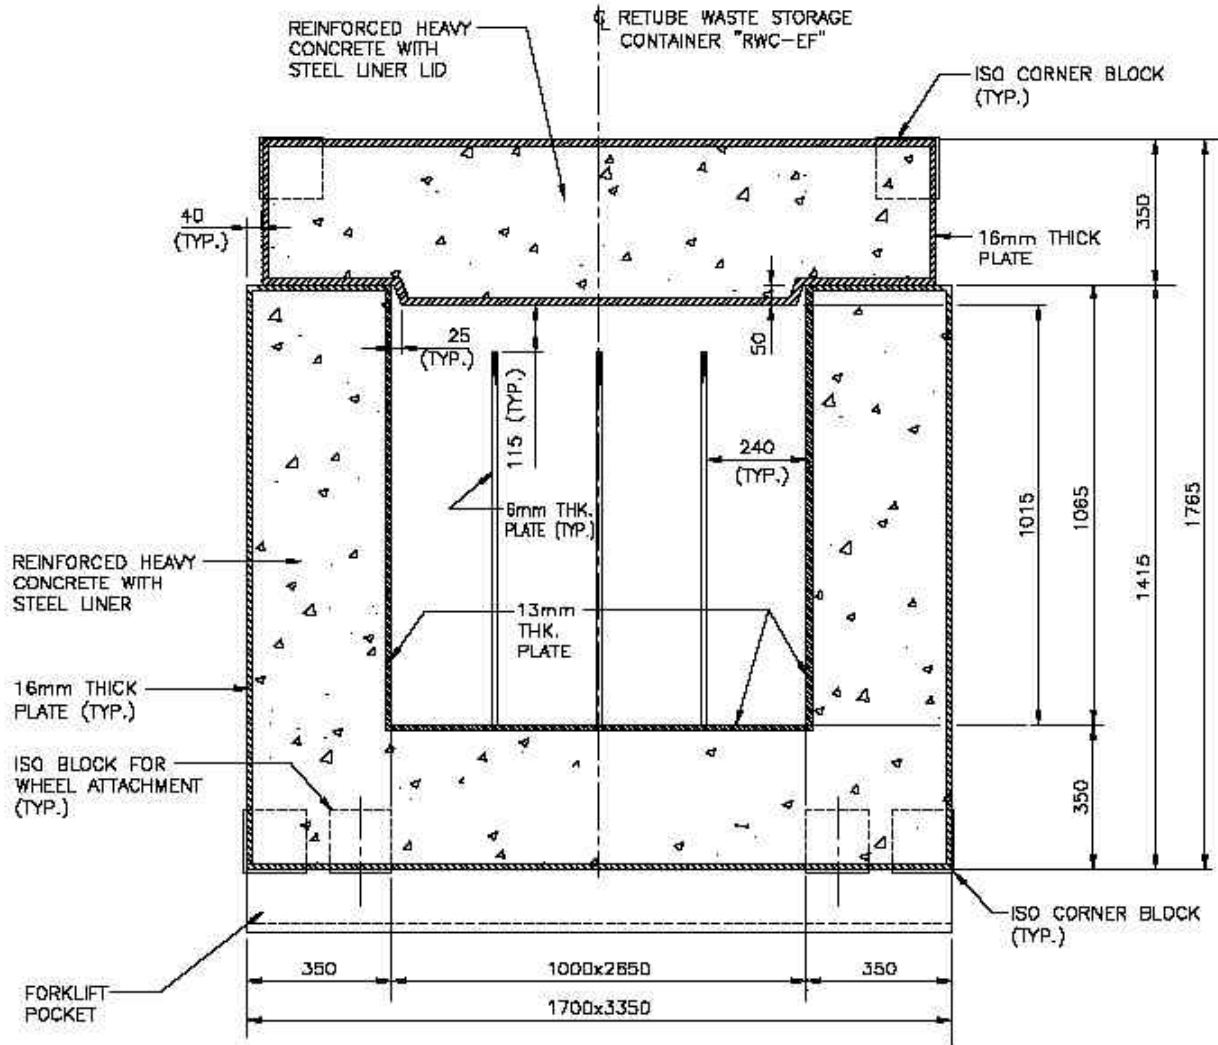 ℄ RETUBE WASTE STORAGE
CONTAINER "RWC-EF"
REINFORCED HEAVY
CONCRETE WITH
STEEL LINER LID
ISO CORNER BLOCK
(TYP.)
40
(TYP.)
16mm THICK
PLATE
350
25
(TYP.)
50
115 (TYP.)
240
(TYP.)
6mm THK.
PLATE (TYP.)
1015
1065
1415
1765
REINFORCED HEAVY
CONCRETE WITH
STEEL LINER
13mm
THK.
PLATE
16mm THICK
PLATE (TYP.)
ISO BLOCK FOR
WHEEL ATTACHMENT
(TYP.)
350
ISO CORNER BLOCK
(TYP.)
350
1000x2650
350
1700x3350
FORKLIFT
POCKET